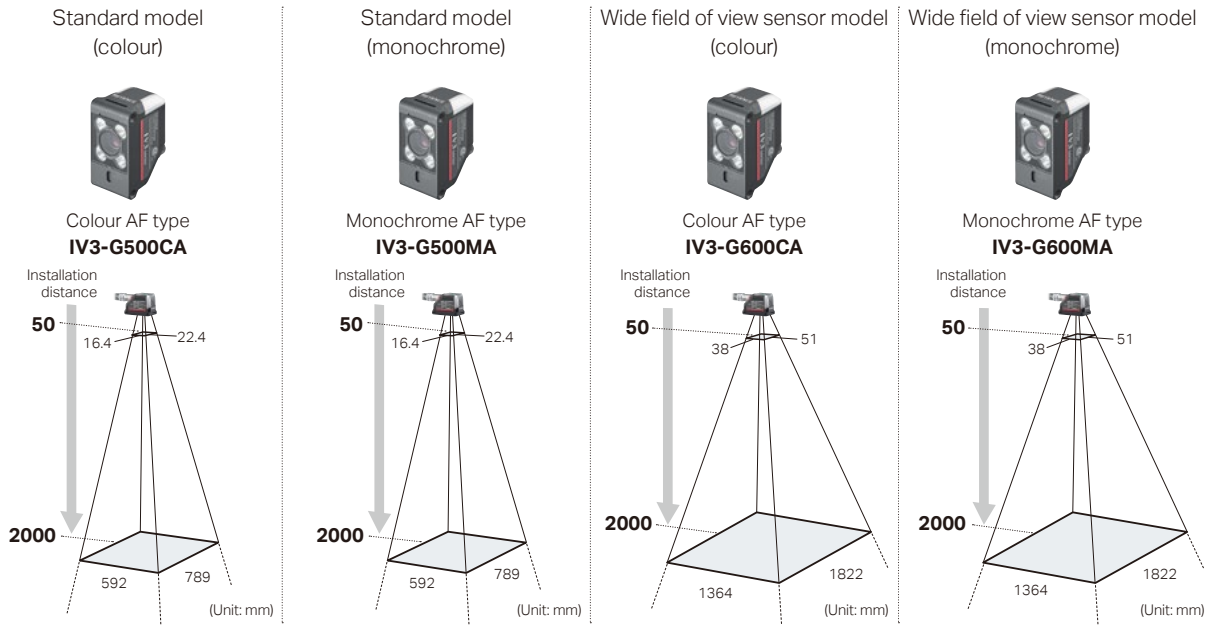 Standard model
(colour)
Colour AF type
IV3-G500CA
Installation
distance
50
16.4
22.4
2000
592
789
(Unit: mm)
Standard model
(monochrome)
Monochrome AF type
IV3-G500MA
Installation
distance
50
16.4
22.4
2000
592
789
(Unit: mm)
Wide field of view sensor model
(colour)
Colour AF type
IV3-G600CA
Installation
distance
50
38
51
2000
1364
1822
(Unit: mm)
Wide field of view sensor model
(monochrome)
Monochrome AF type
IV3-G600MA
Installation
distance
50
38
51
2000
1364
1822
(Unit: mm)